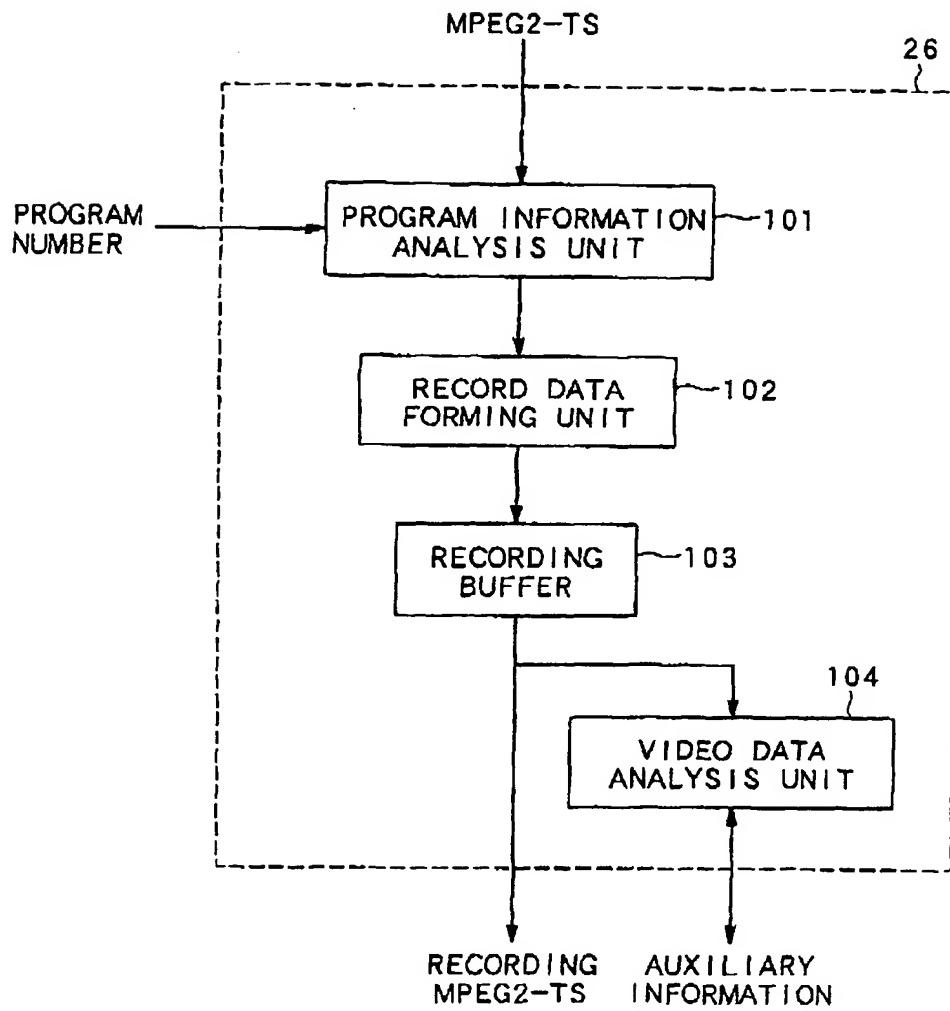 MPEG2-TS
26
PROGRAM
NUMBER
PROGRAM INFORMATION
ANALYSIS UNIT
101
RECORD DATA
FORMING UNIT
102
RECORDING
BUFFER
103
104
VIDEO DATA
ANALYSIS UNIT
RECORDING
MPEG2-TS
AUXILIARY
INFORMATION